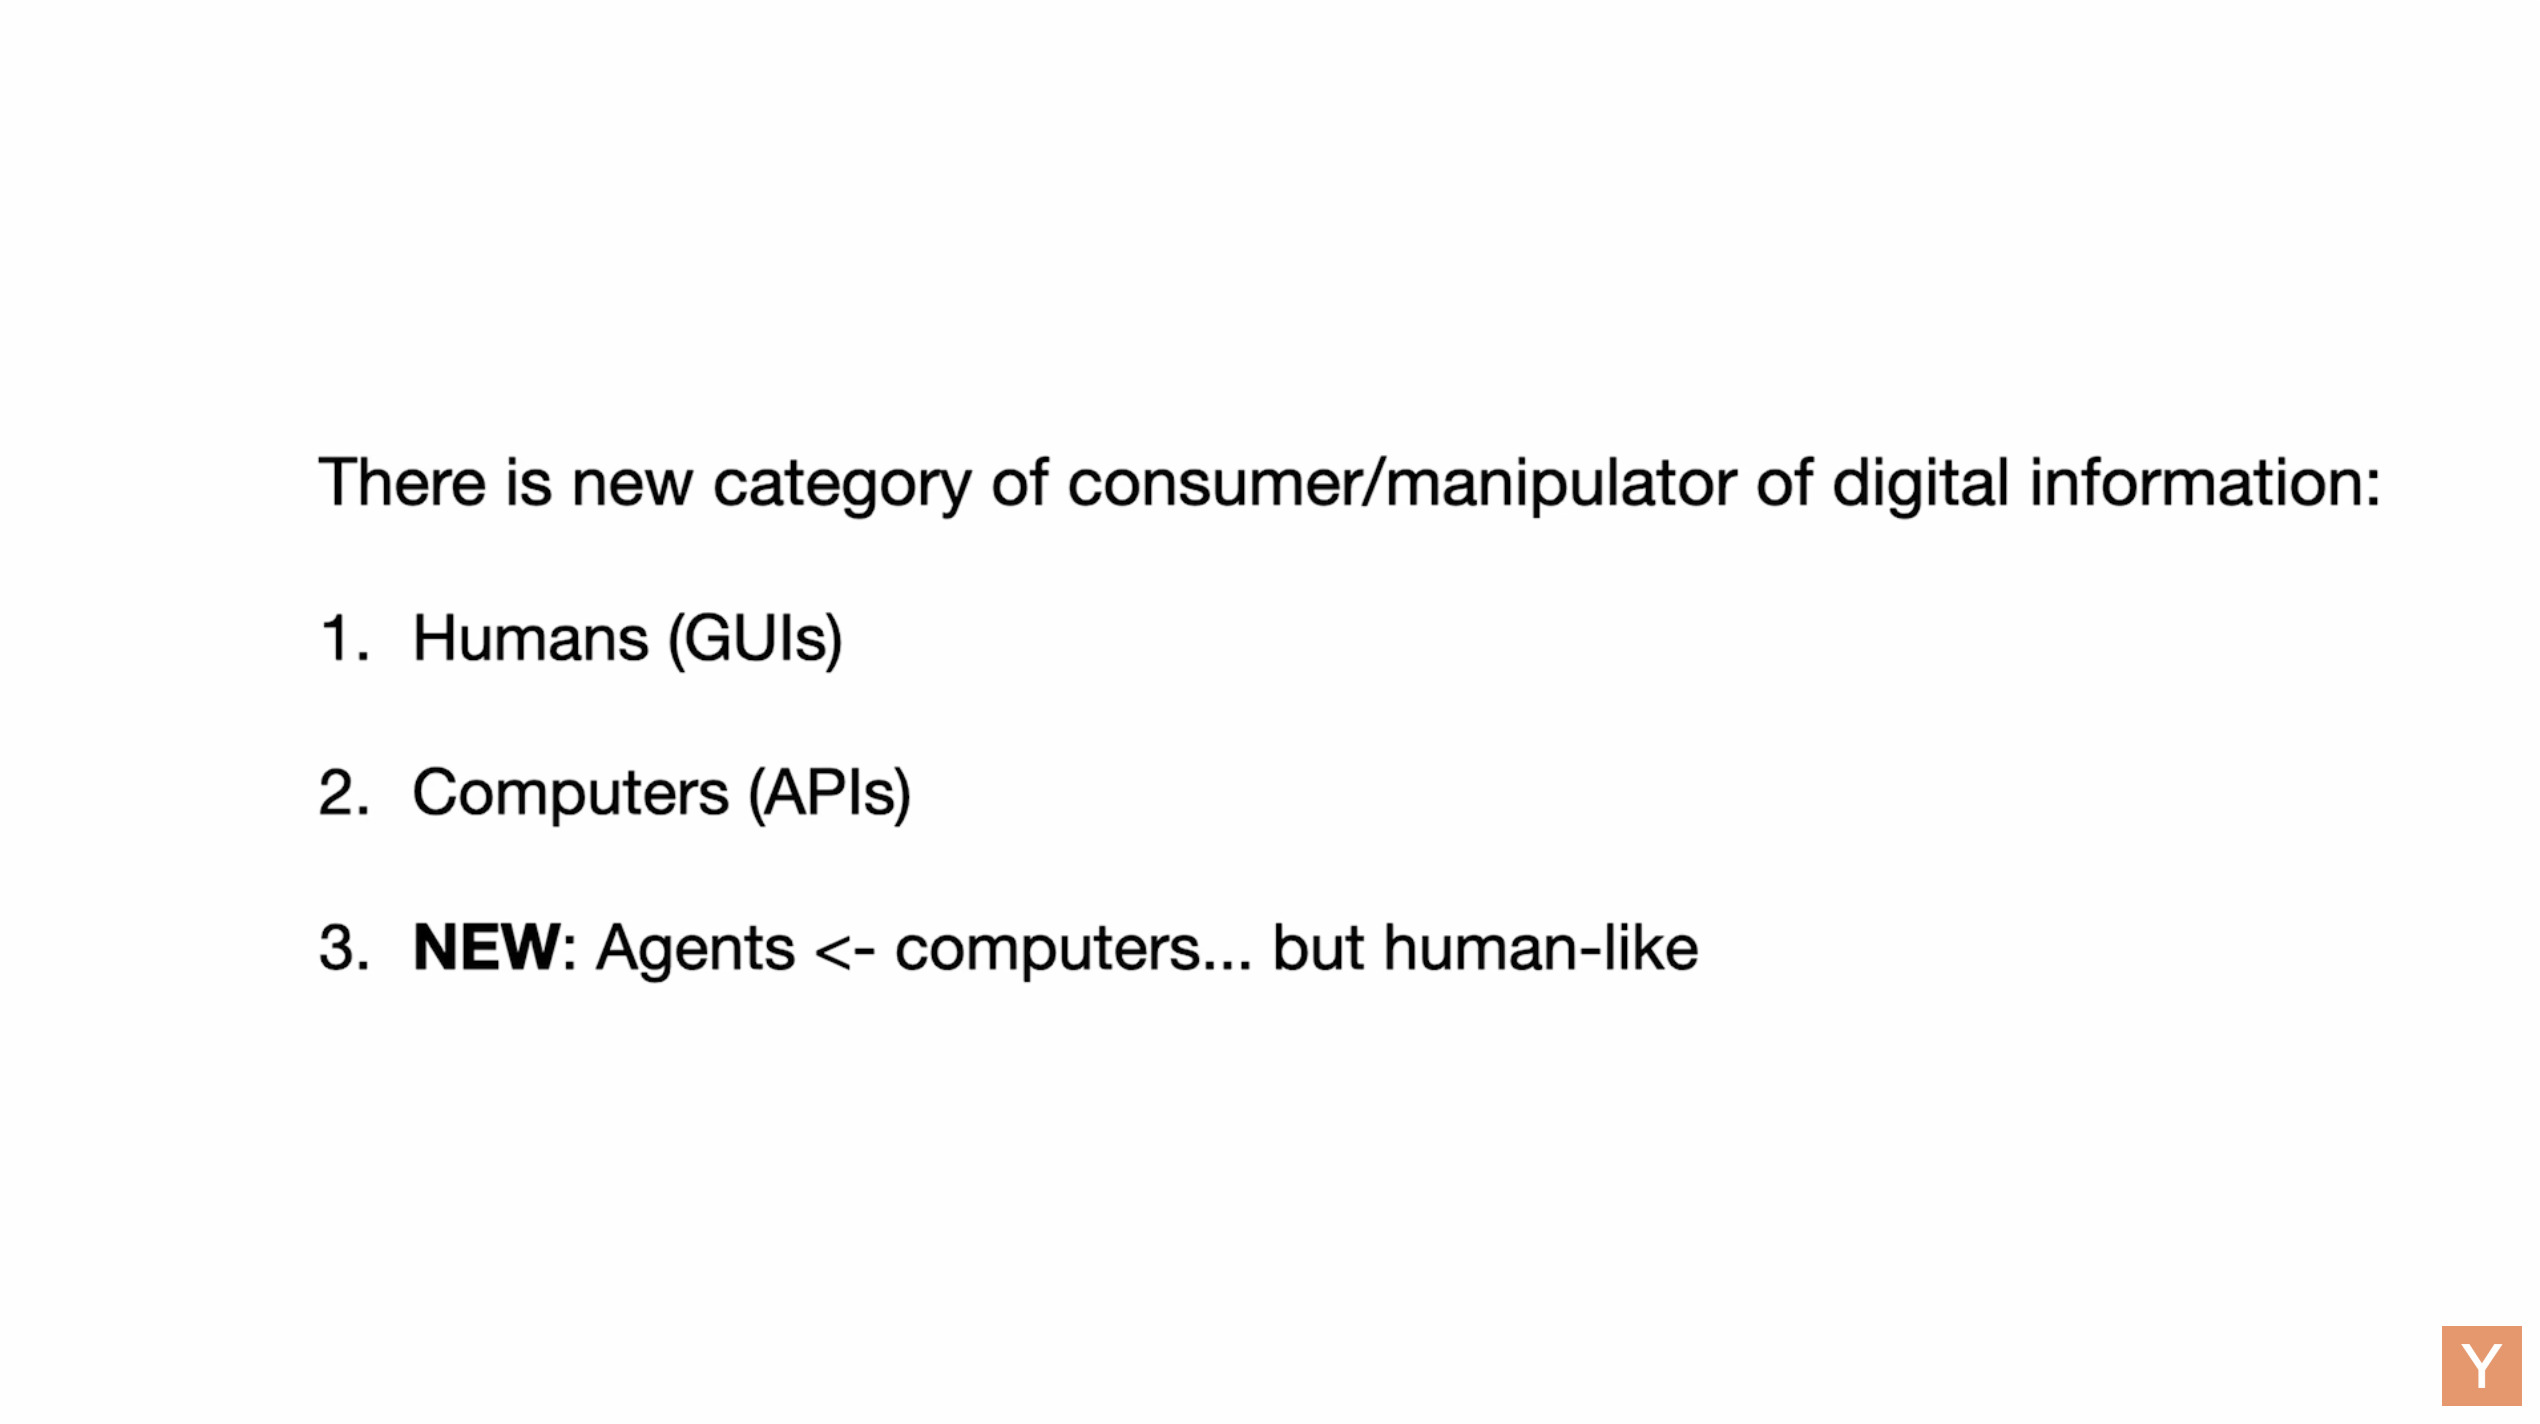 There is new category of consumer/manipulator of digital information:
1. Humans (GUIs)
2. Computers (APIs)
3. NEW: Agents <- computers... but human-like
Y